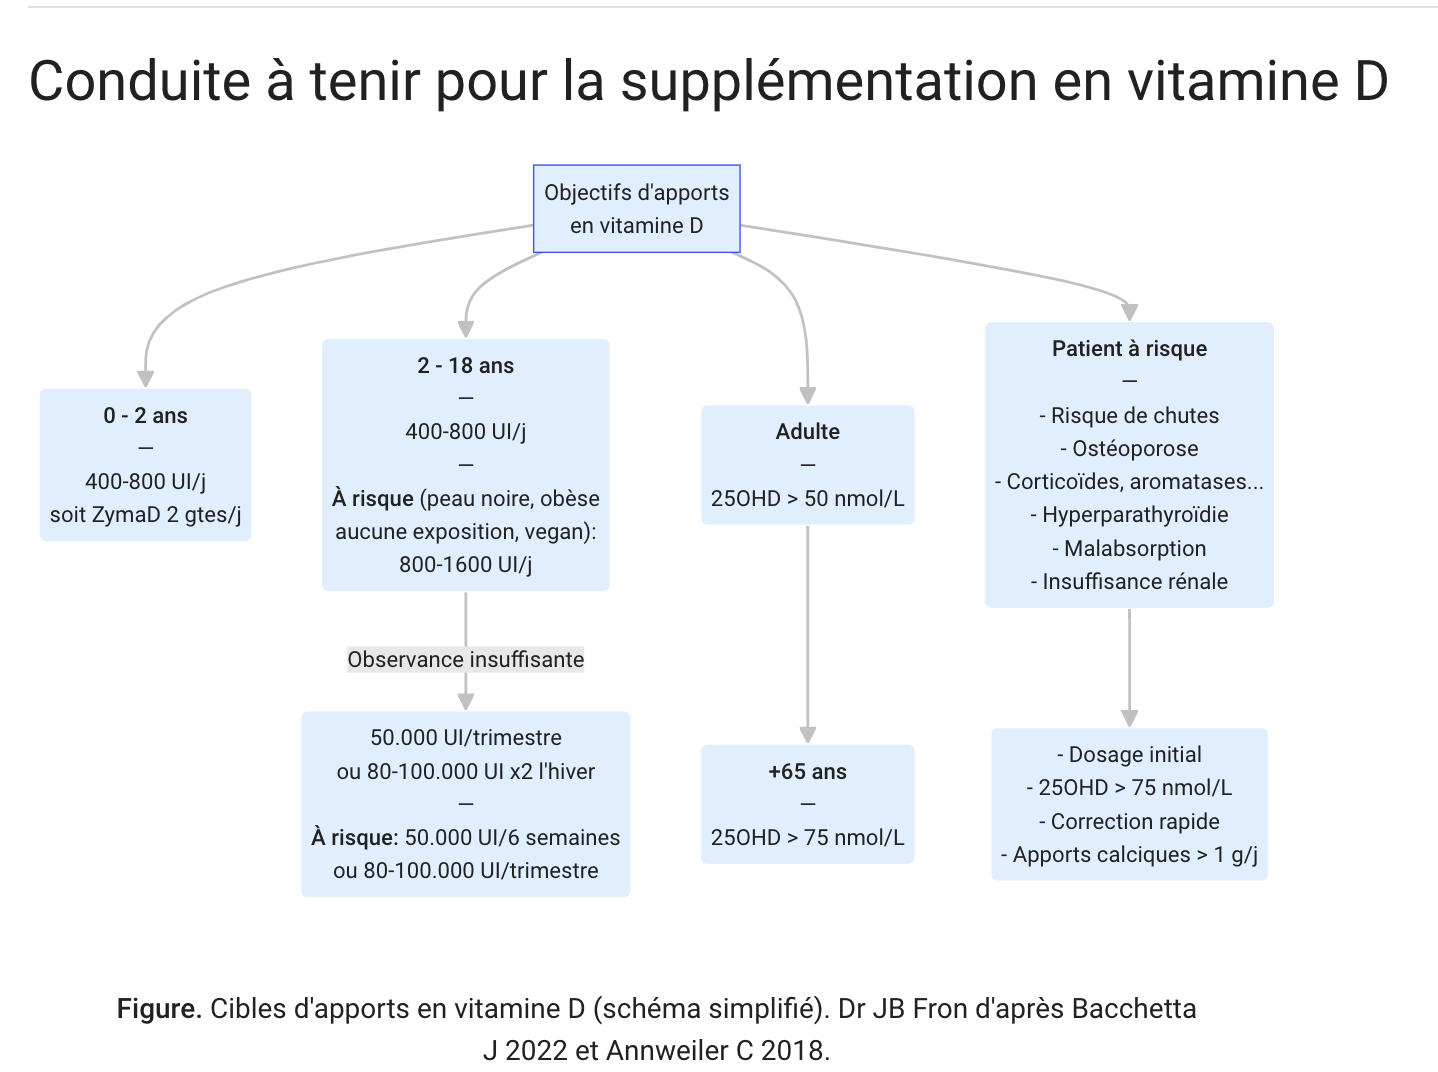 Conduite à tenir pour la supplémentation en vitamine D
Objectifs d'apports
en vitamine D
0 - 2 ans
—
400-800 UI/j
soit ZymaD 2 gtes/j
2 - 18 ans
—
400-800 UI/j
—
À risque (peau noire, obèse
aucune exposition, vegan):
800-1600 UI/j
Observance insuffisante
50.000 UI/trimestre
ou 80-100.000 UI x2 l'hiver
—
À risque: 50.000 UI/6 semaines
ou 80-100.000 UI/trimestre
Adulte
—
25OHD > 50 nmol/L
+65 ans
—
25OHD > 75 nmol/L
Patient à risque
—
- Risque de chutes
- Ostéoporose
- Corticoïdes, aromatases...
- Hyperparathyroïdie
- Malabsorption
- Insuffisance rénale
- Dosage initial
- 25OHD > 75 nmol/L
- Correction rapide
- Apports calciques > 1 g/j
Figure. Cibles d'apports en vitamine D (schéma simplifié). Dr JB Fron d'après Bacchetta
J 2022 et Annweiler C 2018.